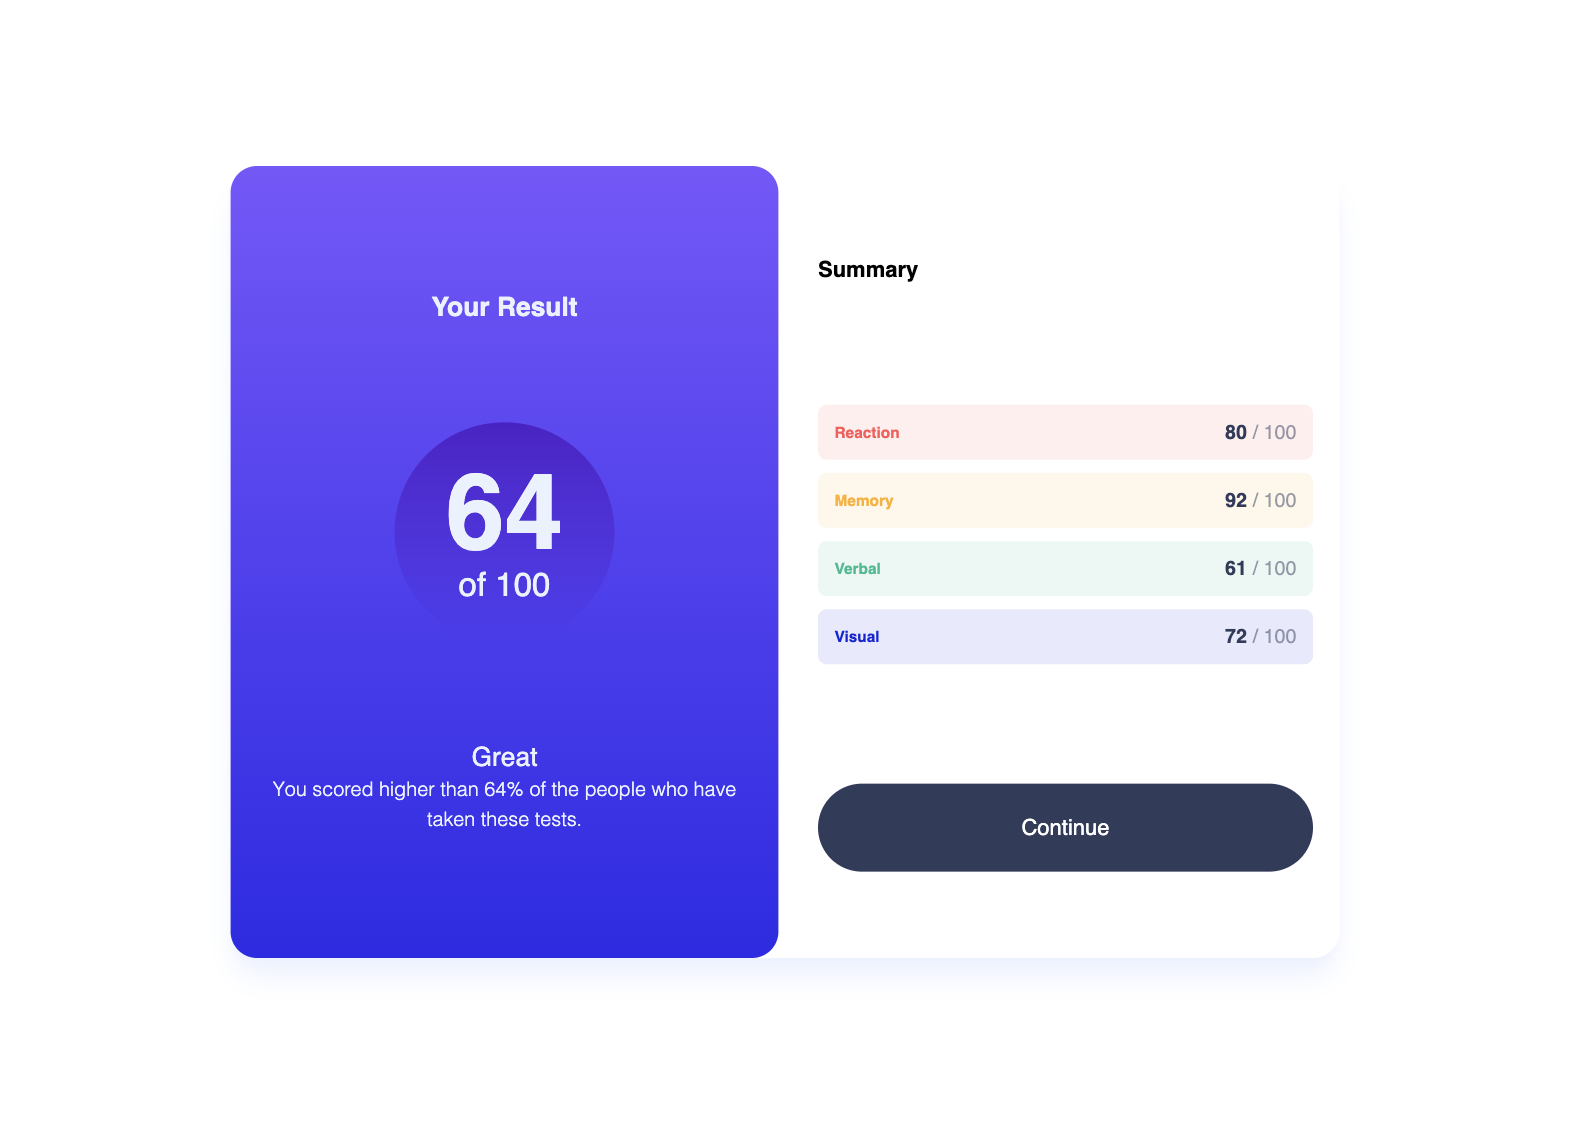 Your Result
64
of 100
Great
You scored higher than 64% of the people who have
taken these tests.
Summary
Reaction 80 / 100
Memory 92 / 100
Verbal 61 / 100
Visual 72 / 100
Continue